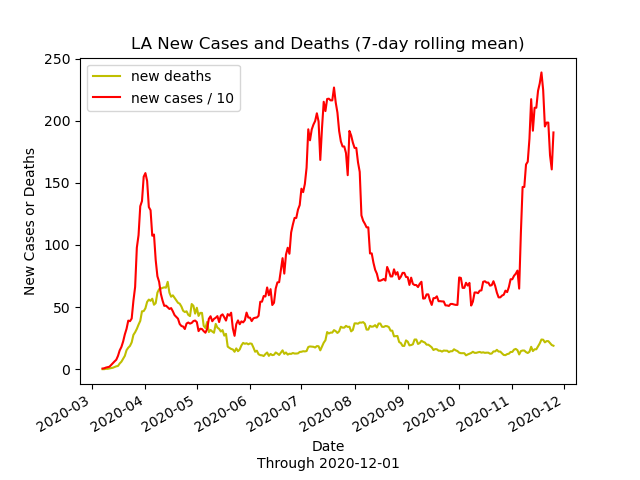 LA New Cases and Deaths (7-day rolling mean)
new deaths
new cases / 10
250
200
150
100
50
0
New Cases or Deaths
2020-03
2020-04
2020-05
2020-06
2020-07
2020-08
2020-09
2020-10
2020-11
2020-12
Date
Through 2020-12-01